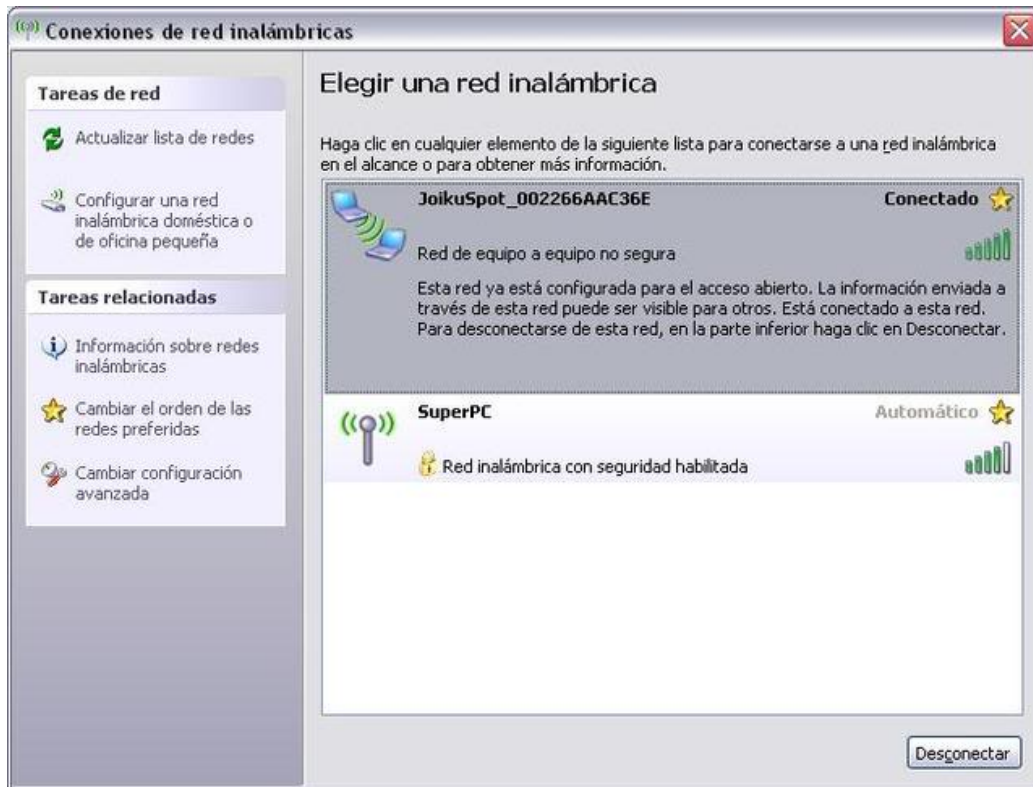 Conexiones de red inalámbricas
Tareas de red
Actualizar lista de redes
Configurar una red
inalámbrica doméstica o
de oficina pequeña
Tareas relacionadas
Información sobre redes
inalámbricas
Cambiar el orden de las
redes preferidas
Cambiar configuración
avanzada
Elegir una red inalámbrica
Haga clic en cualquier elemento de la siguiente lista para conectarse a una red inalámbrica
en el alcance o para obtener más información.
JoikuSpot_002266AAC36E Conectado
Red de equipo a equipo no segura
Esta red ya está configurada para el acceso abierto. La información enviada a
través de esta red puede ser visible para otros. Está conectado a esta red.
Para desconectarse de esta red, en la parte inferior haga clic en Desconectar.
SuperPC Automático
Red inalámbrica con seguridad habilitada
Desconectar